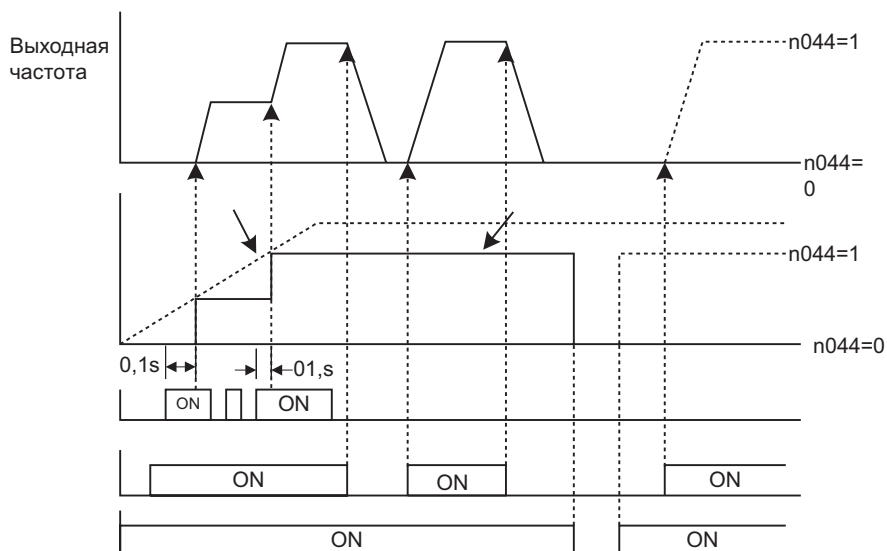 Выходная
частота
n044=1
n044=
0
n044=1
n044=0
0,1s
01,s
ON
ON
ON
ON
ON
ON
ON